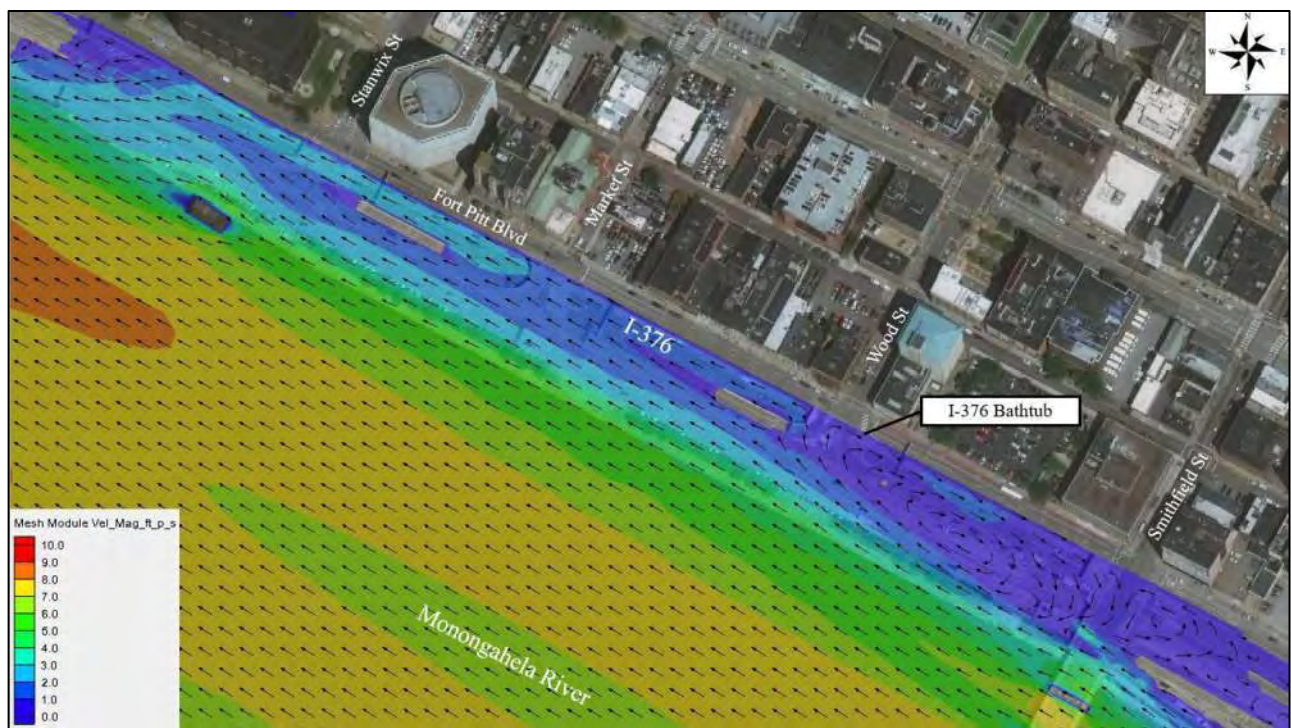 N
W E
S
Stanwix St
Fort Pitt Blvd
Market St
I-376
Wood St
I-376 Bathtub
Smithfield St
Monongahela River
Mesh Module Vel_Mag_ft_p_s
10.0
9.0
8.0
7.0
6.0
5.0
4.0
3.0
2.0
1.0
0.0